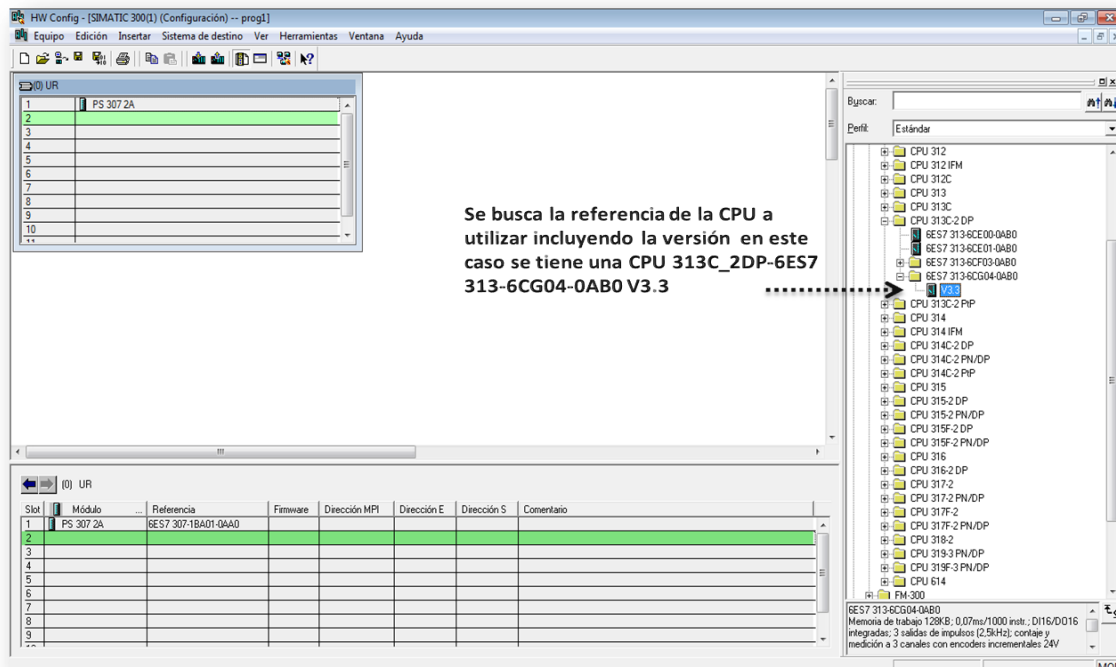 HW Config - [SIMATIC 300(1) (Configuración) -- prog1]
Equipo Edición Insertar Sistema de destino Ver Herramientas Ventana Ayuda
(0) UR
1 PS 307 2A
2
3
4
5
6
7
8
9
10
11
Se busca la referencia de la CPU a
utilizar incluyendo la versión en este
caso se tiene una CPU 313C_2DP-6ES7
313-6CG04-0AB0 V3.3
Buscar:
Perfil: Estándar
CPU 312
CPU 312 IFM
CPU 312C
CPU 313
CPU 313C
CPU 313C-2 DP
6ES7 313-6CE00-0AB0
6ES7 313-6CE01-0AB0
6ES7 313-6CF03-0AB0
6ES7 313-6CG04-0AB0
V3.3
CPU 313C-2 PtP
CPU 314
CPU 314 IFM
CPU 314C-2 DP
CPU 314C-2 PN/DP
CPU 314C-2 PtP
CPU 315
CPU 315-2 DP
CPU 315-2 PN/DP
CPU 315F-2 DP
CPU 315F-2 PN/DP
CPU 316
CPU 316-2 DP
CPU 317-2
CPU 317-2 PN/DP
CPU 317F-2
CPU 317F-2 PN/DP
CPU 318-2
CPU 319-3 PN/DP
CPU 319F-3 PN/DP
CPU 614
FM-300
6ES7 313-6CG04-0AB0
Memoria de trabajo 128KB; 0,07ms/1000 instr.; DI16/DO16
integradas; 3 salidas de impulsos (2,5kHz); contaje y
medición a 3 canales con encoders incrementales 24V
(0) UR
Slot Módulo ... Referencia Firmware Dirección MPI Dirección E Dirección S Comentario
1 PS 307 2A 6ES7 307-1BA01-0AA0
2
3
4
5
6
7
8
9